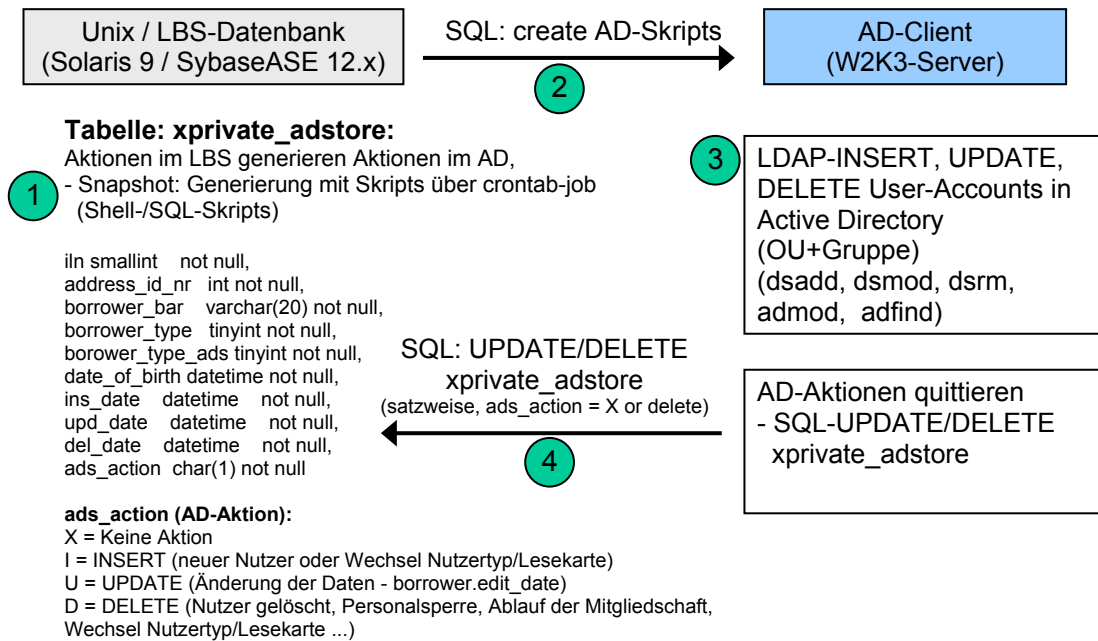 Unix / LBS-Datenbank
(Solaris 9 / SybaseASE 12.x)
SQL: create AD-Skripts
2
AD-Client
(W2K3-Server)
Tabelle: xprivate_adstore:
Aktionen im LBS generieren Aktionen im AD,
1
- Snapshot: Generierung mit Skripts über crontab-job
(Shell-/SQL-Skripts)
iln smallint not null,
address_id_nr int not null,
borrower_bar varchar(20) not null,
borrower_type tinyint not null,
borower_type_ads tinyint not null,
date_of_birth datetime not null,
ins_date datetime not null,
upd_date datetime not null,
del_date datetime not null,
ads_action char(1) not null
3
LDAP-INSERT, UPDATE,
DELETE User-Accounts in
Active Directory
(OU+Gruppe)
(dsadd, dsmod, dsrm,
admod, adfind)
SQL: UPDATE/DELETE
xprivate_adstore
(satzweise, ads_action = X or delete)
4
AD-Aktionen quittieren
- SQL-UPDATE/DELETE
xprivate_adstore
ads_action (AD-Aktion):
X = Keine Aktion
I = INSERT (neuer Nutzer oder Wechsel Nutzertyp/Lesekarte)
U = UPDATE (Änderung der Daten - borrower.edit_date)
D = DELETE (Nutzer gelöscht, Personalsperre, Ablauf der Mitgliedschaft,
Wechsel Nutzertyp/Lesekarte ...)